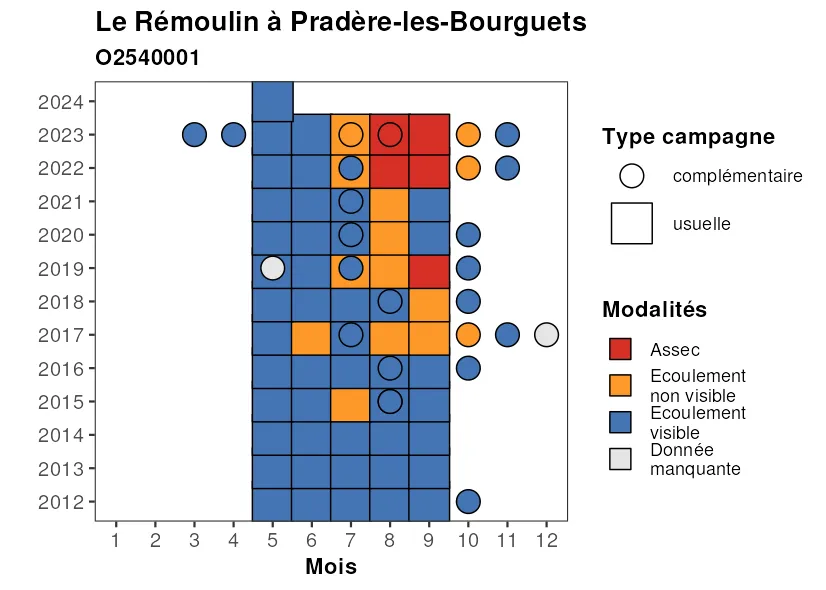 Le Rémoulin à Pradère-les-Bourguets
O2540001
2024
2023
2022
2021
2020
2019
2018
2017
2016
2015
2014
2013
2012
1 2 3 4 5 6 7 8 9 10 11 12
Mois
Type campagne
complémentaire
usuelle
Modalités
Assec
Ecoulement
non visible
Ecoulement
visible
Donnée
manquante